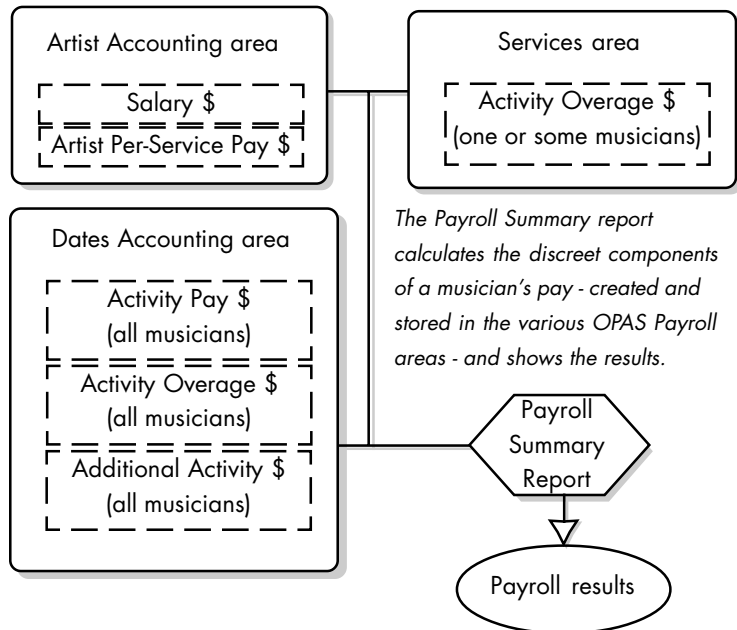 Artist Accounting area
Salary $
Artist Per-Service Pay $
Services area
Activity Overage $
(one or some musicians)
Dates Accounting area
Activity Pay $
(all musicians)
Activity Overage $
(all musicians)
Additional Activity $
(all musicians)
The Payroll Summary report
calculates the discreet components
of a musician's pay - created and
stored in the various OPAS Payroll
areas - and shows the results.
Payroll
Summary
Report
Payroll results